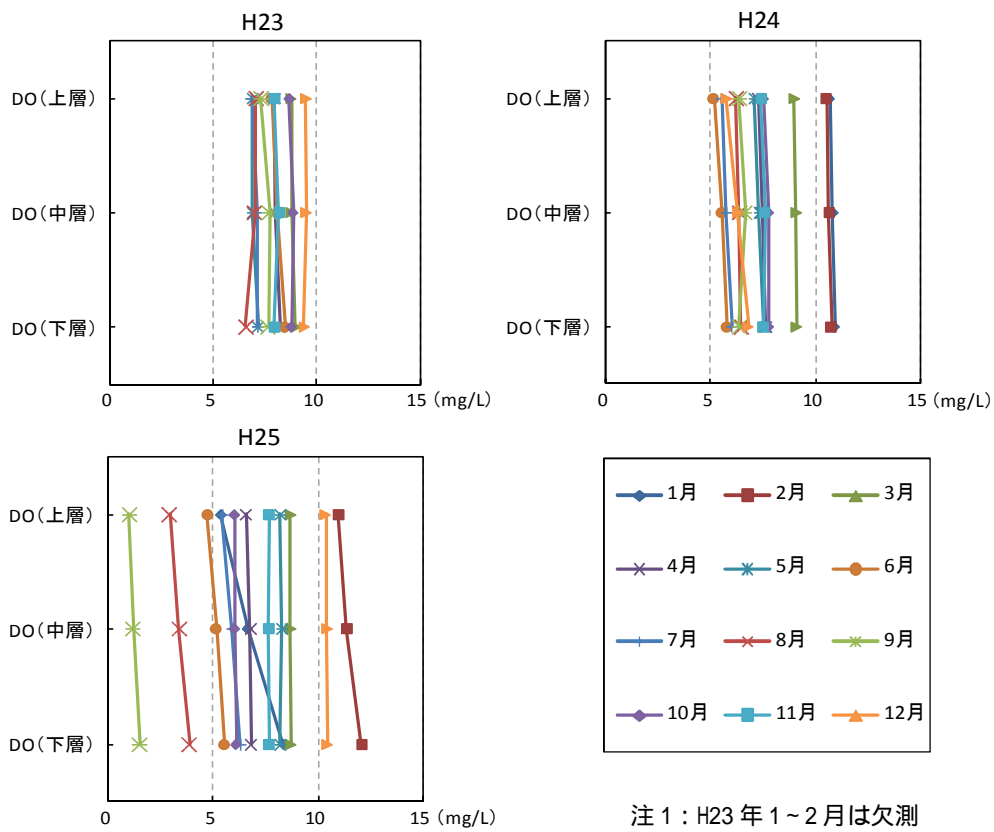 H23
DO(上層)
DO(中層)
DO(下層)
0 5 10 15 (mg/L)
H24
DO(上層)
DO(中層)
DO(下層)
0 5 10 15 (mg/L)
H25
DO(上層)
DO(中層)
DO(下層)
0 5 10 15 (mg/L)
1月 2月 3月
4月 5月 6月
7月 8月 9月
10月 11月 12月
注1:H23年1~2月は欠測